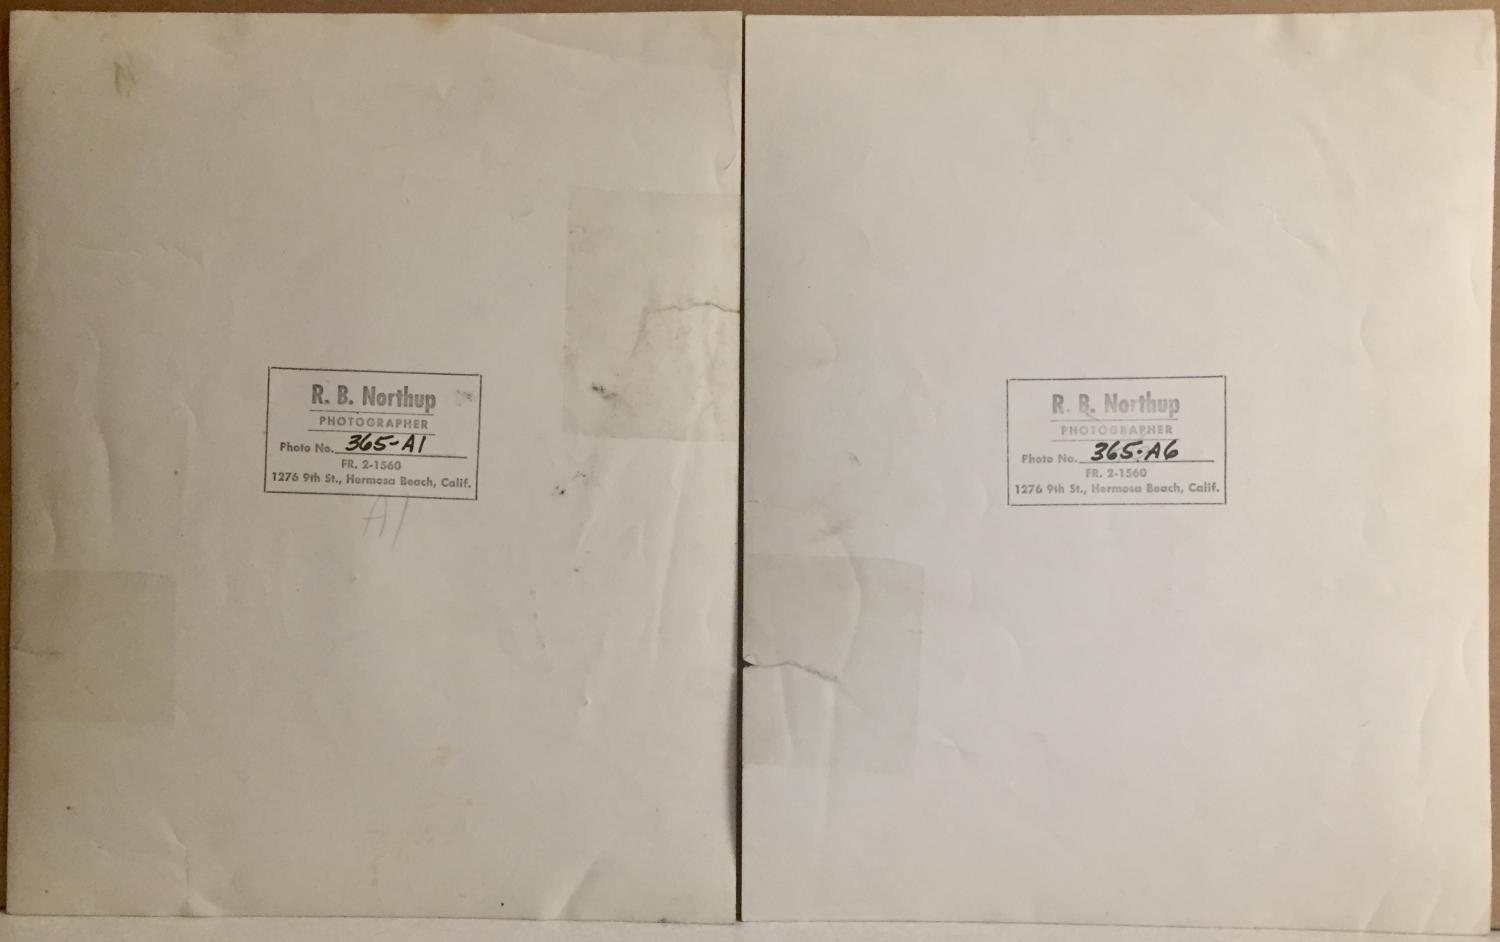 R. B. Northup
PHOTOGRAPHER
Photo No. 365-A1
FR. 2-1560
1276 9th St., Hermosa Beach, Calif.
A1
R. B. Northup
PHOTOGRAPHER
Photo No. 365-A6
FR. 2-1560
1276 9th St., Hermosa Beach, Calif.